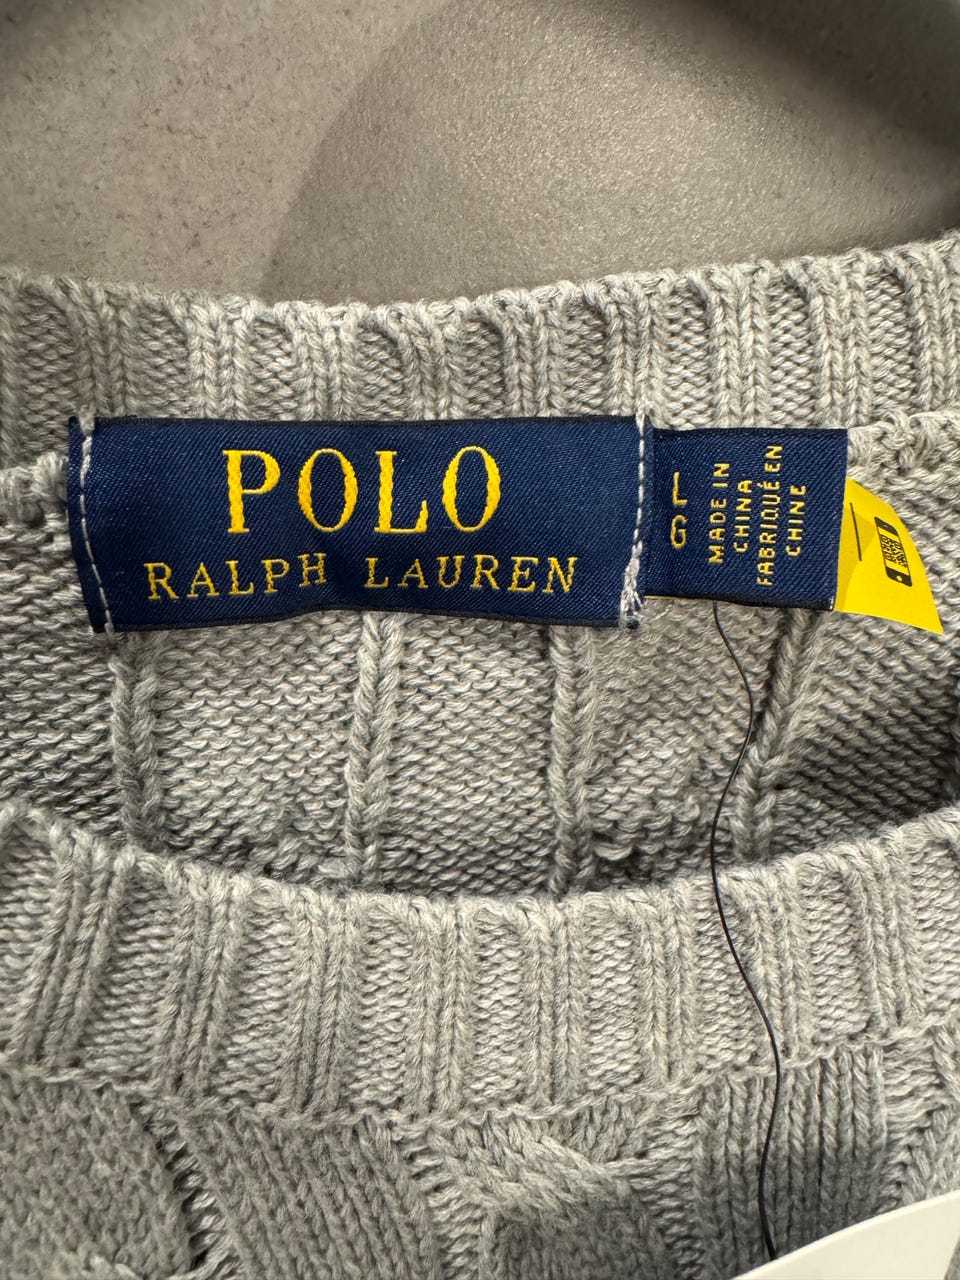 POLO
RALPH LAUREN
G L
MADE IN
CHINA
FABRIQUÉ EN
CHINE